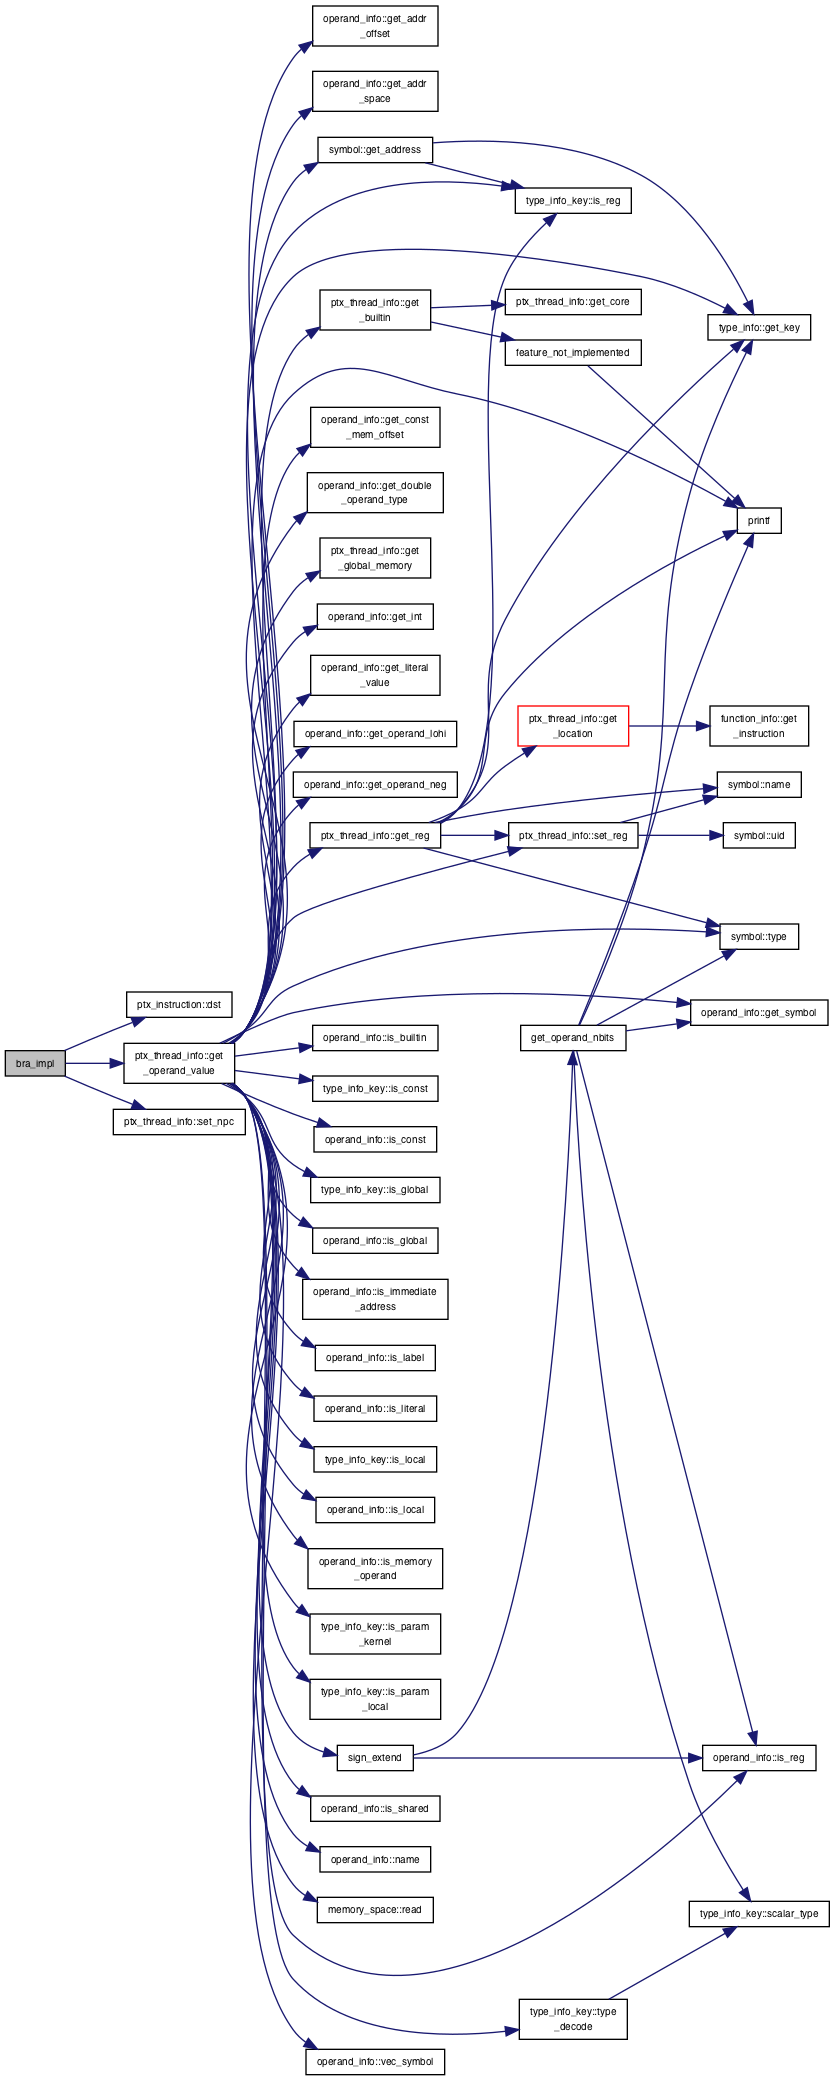 operand_info::get_addr
_offset
operand_info::get_addr
_space
symbol::get_address
type_info_key::is_reg
ptx_thread_info::get
_builtin
ptx_thread_info::get_core
type_info::get_key
feature_not_implemented
operand_info::get_const
_mem_offset
operand_info::get_double
_operand_type
printf
ptx_thread_info::get
_global_memory
operand_info::get_int
operand_info::get_literal
_value
ptx_thread_info::get
_location
function_info::get
_instruction
operand_info::get_operand_lohi
operand_info::get_operand_neg
symbol::name
ptx_thread_info::get_reg
ptx_thread_info::set_reg
symbol::uid
symbol::type
ptx_instruction::dst
operand_info::get_symbol
bra_impl
ptx_thread_info::get
_operand_value
operand_info::is_builtin
get_operand_nbits
type_info_key::is_const
ptx_thread_info::set_npc
operand_info::is_const
type_info_key::is_global
operand_info::is_global
operand_info::is_immediate
_address
operand_info::is_label
operand_info::is_literal
type_info_key::is_local
operand_info::is_local
operand_info::is_memory
_operand
type_info_key::is_param
_kernel
type_info_key::is_param
_local
sign_extend
operand_info::is_reg
operand_info::is_shared
operand_info::name
memory_space::read
type_info_key::scalar_type
type_info_key::type
_decode
operand_info::vec_symbol